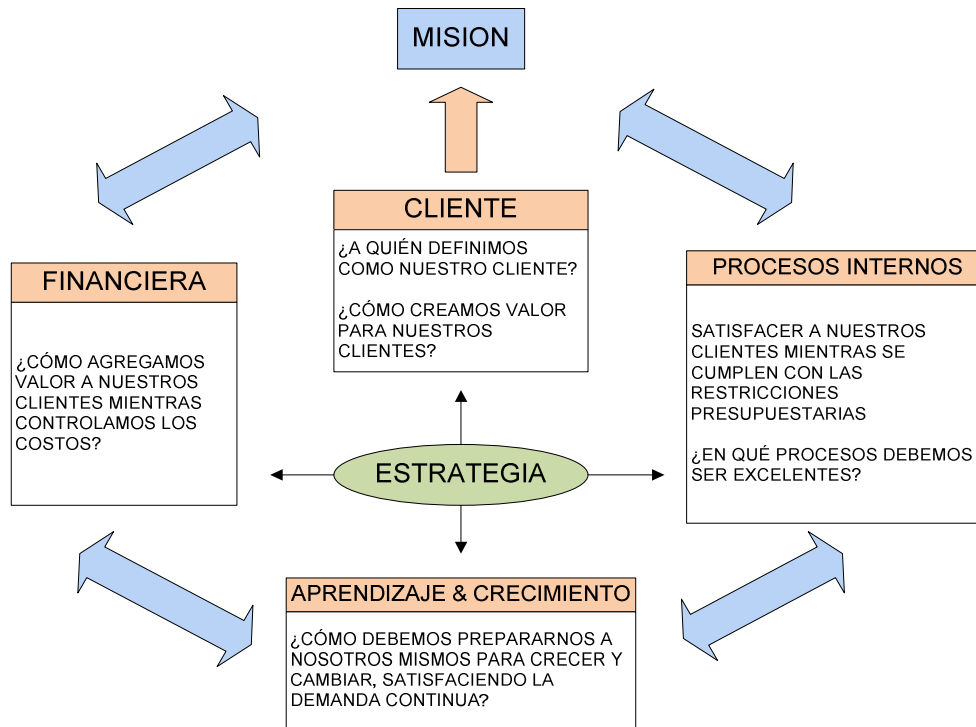 MISION
CLIENTE
¿A QUIÉN DEFINIMOS
COMO NUESTRO CLIENTE?
¿CÓMO CREAMOS VALOR
PARA NUESTROS
CLIENTES?
FINANCIERA
¿CÓMO AGREGAMOS
VALOR A NUESTROS
CLIENTES MIENTRAS
CONTROLAMOS LOS
COSTOS?
PROCESOS INTERNOS
SATISFACER A NUESTROS
CLIENTES MIENTRAS SE
CUMPLEN CON LAS
RESTRICCIONES
PRESUPUESTARIAS
¿EN QUÉ PROCESOS DEBEMOS
SER EXCELENTES?
ESTRATEGIA
APRENDIZAJE & CRECIMIENTO
¿CÓMO DEBEMOS PREPARARNOS A
NOSOTROS MISMOS PARA CRECER Y
CAMBIAR, SATISFACIENDO LA
DEMANDA CONTINUA?